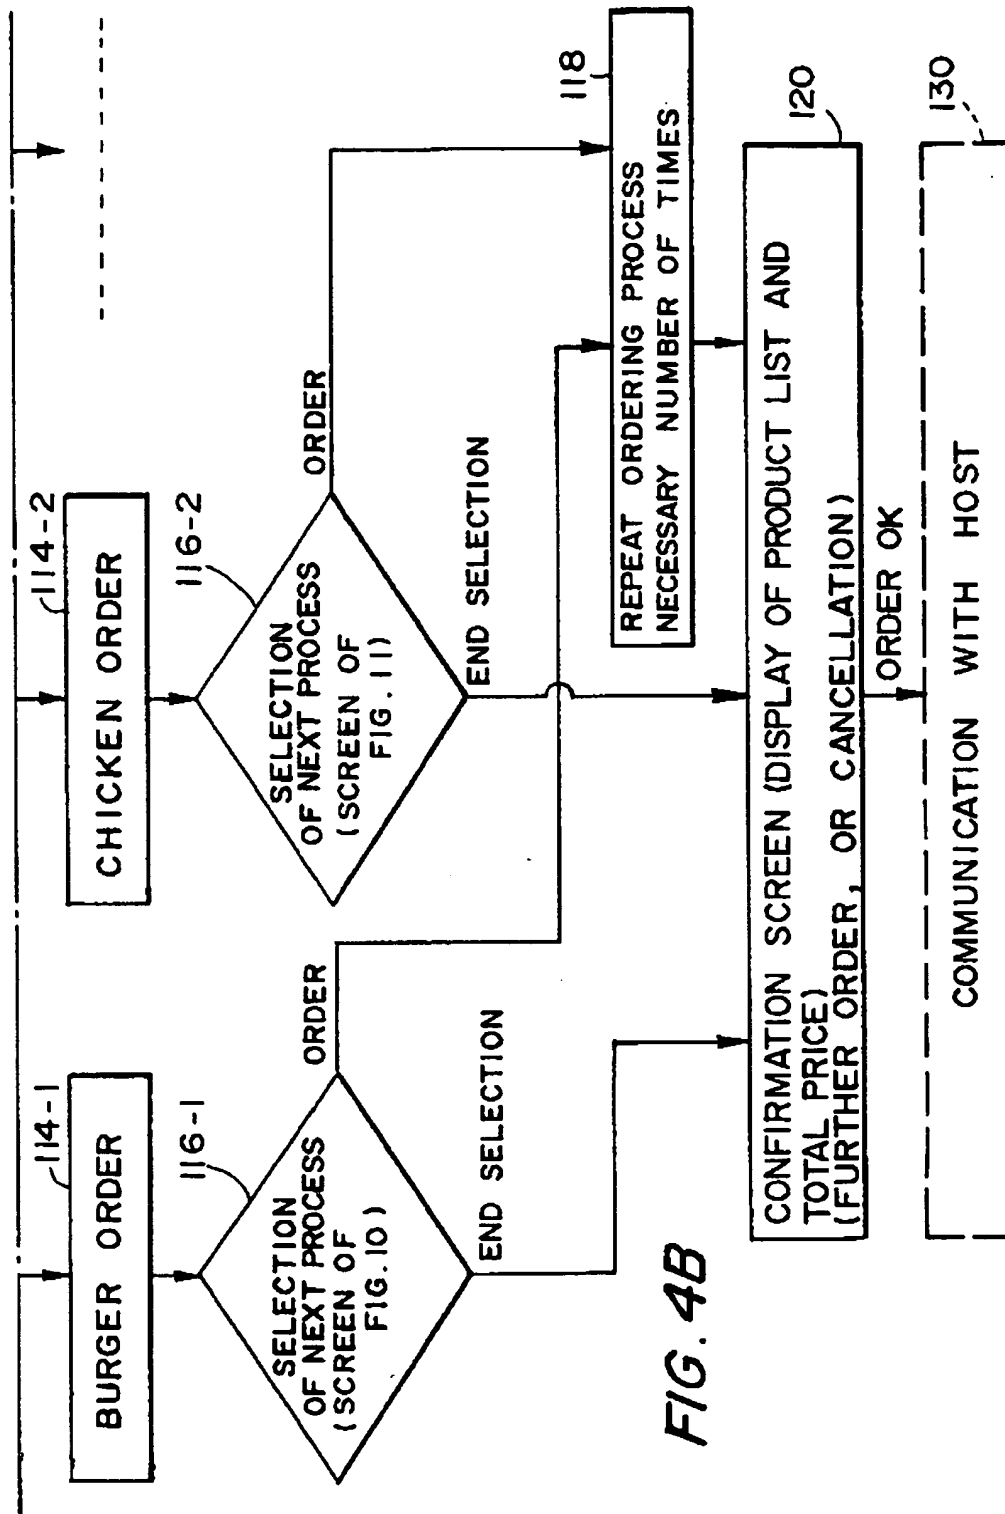 114-1
BURGER ORDER
116-1
SELECTION
OF NEXT PROCESS
(SCREEN OF
FIG.10)
ORDER
END SELECTION
114-2
CHICKEN ORDER
116-2
SELECTION
OF NEXT PROCESS
(SCREEN OF
FIG.11)
ORDER
END SELECTION
118
REPEAT ORDERING PROCESS
NECESSARY NUMBER OF TIMES
120
CONFIRMATION SCREEN (DISPLAY OF PRODUCT LIST AND
TOTAL PRICE)
(FURTHER ORDER, OR CANCELLATION)
ORDER OK
130
COMMUNICATION WITH HOST
FIG. 4B